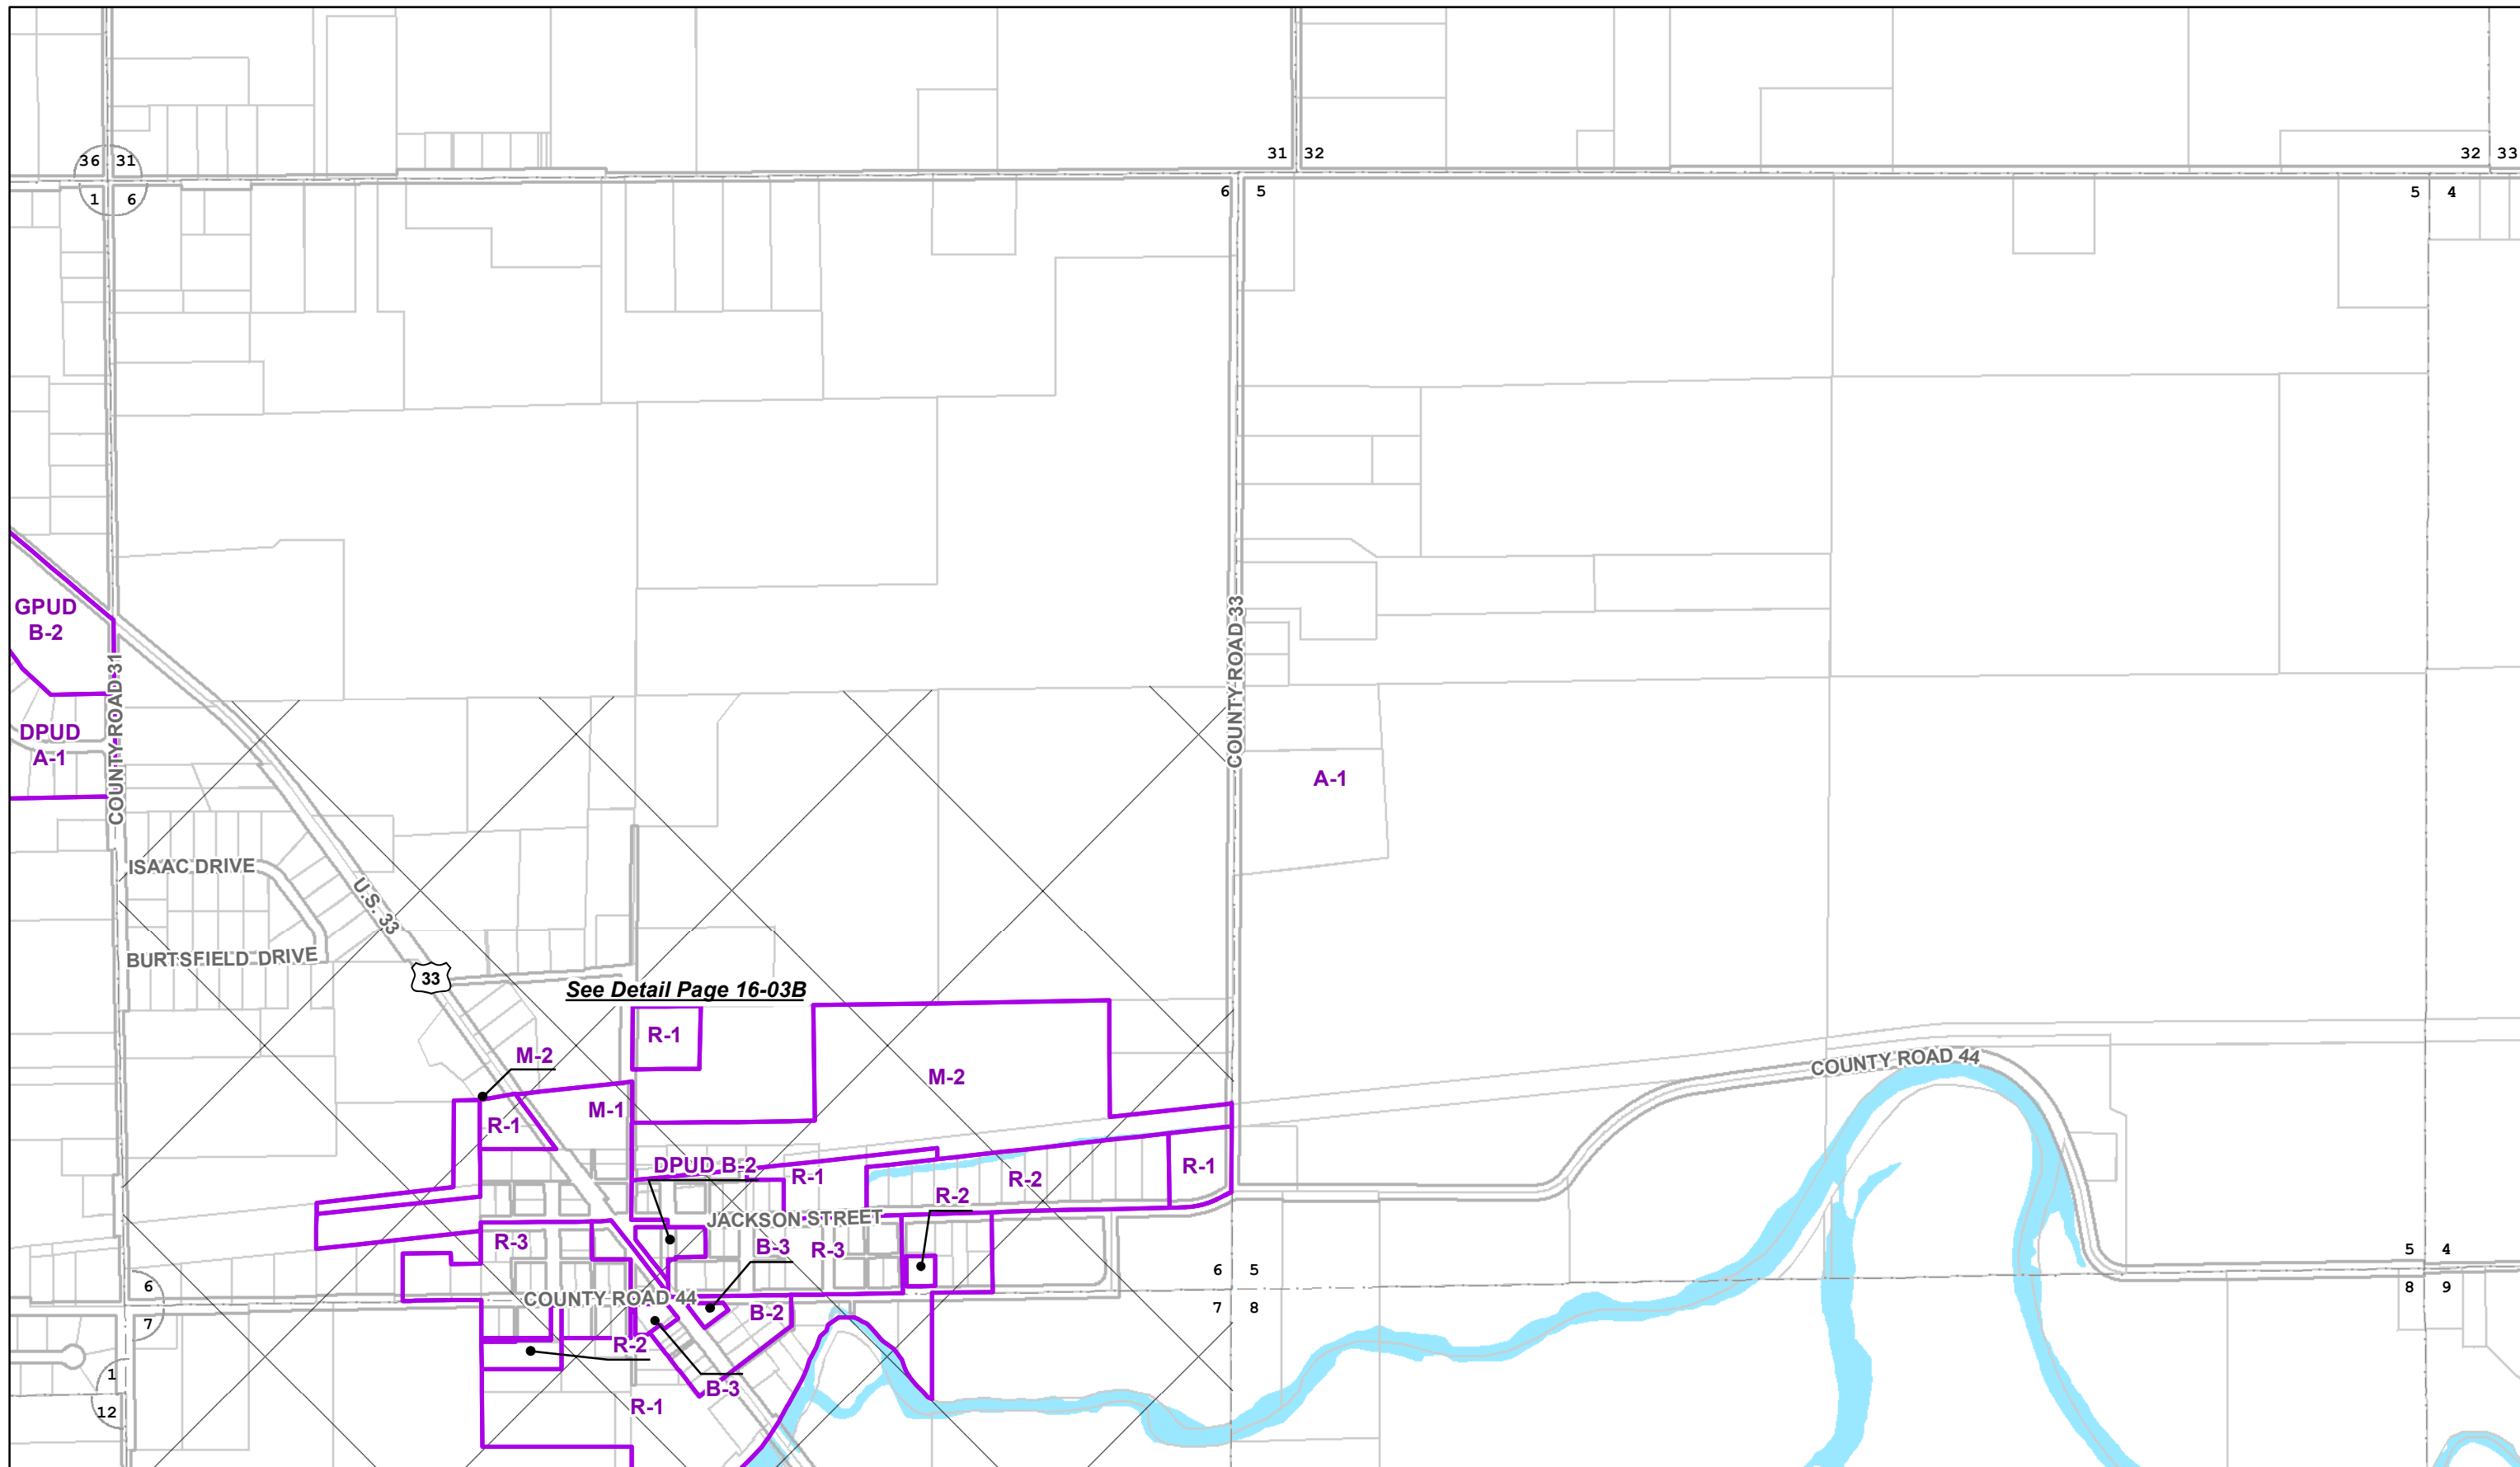 31 32
32 33
36 31
1 6
6 5
5 4
GPUD
B-2
COUNTY ROAD 33
COUNTY ROAD 31
DPUD
A-1
A-1
ISAAC DRIVE
U.S. 33
BURTSFIELD DRIVE
33
See Detail Page 16-03B
R-1
M-2
M-2
COUNTY ROAD 44
M-1
R-1
DPUD B-2
R-1
R-2
R-1
R-2
JACKSON STREET
R-3
B-3
R-3
6 5
5 4
6
7
7 8
8 9
COUNTY ROAD 44
B-2
R-2
1
12
B-3
R-1